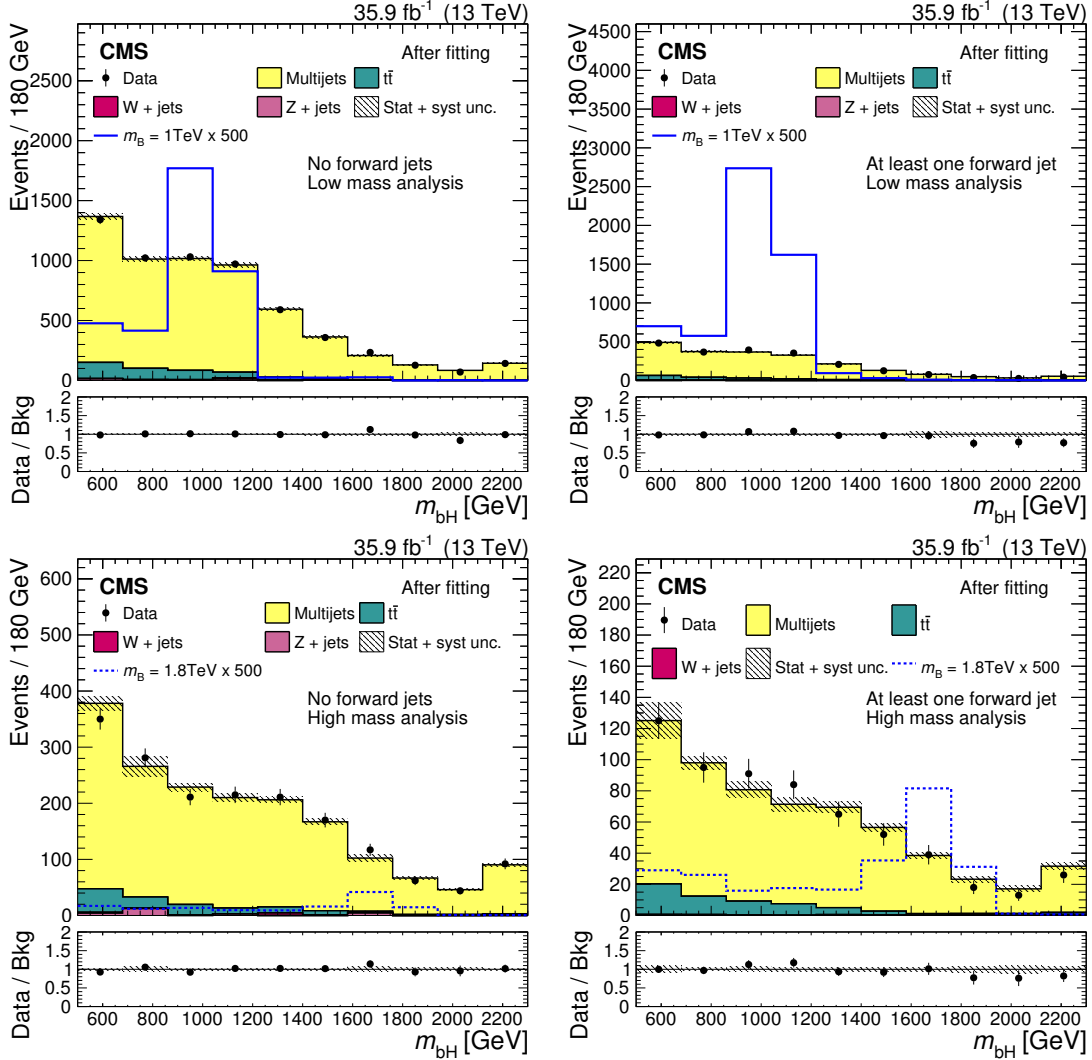 35.9 fb⁻¹ (13 TeV)
CMS
After fitting
Data
Multijets
tt̄
W + jets
Z + jets
Stat + syst unc.
m_B = 1TeV x 500
No forward jets
Low mass analysis
Events / 180 GeV
2500
2000
1500
1000
500
0
Data / Bkg
2
1.5
1
0.5
0
600 800 1000 1200 1400 1600 1800 2000 2200
m_bH [GeV]
35.9 fb⁻¹ (13 TeV)
CMS
After fitting
Data
Multijets
tt̄
W + jets
Z + jets
Stat + syst unc.
m_B = 1TeV x 500
At least one forward jet
Low mass analysis
Events / 180 GeV
4500
4000
3500
3000
2500
2000
1500
1000
500
0
Data / Bkg
2
1.5
1
0.5
0
600 800 1000 1200 1400 1600 1800 2000 2200
m_bH [GeV]
35.9 fb⁻¹ (13 TeV)
CMS
After fitting
Data
Multijets
tt̄
W + jets
Z + jets
Stat + syst unc.
m_B = 1.8TeV x 500
No forward jets
High mass analysis
Events / 180 GeV
600
500
400
300
200
100
0
Data / Bkg
2
1.5
1
0.5
0
600 800 1000 1200 1400 1600 1800 2000 2200
m_bH [GeV]
35.9 fb⁻¹ (13 TeV)
CMS
After fitting
Data
Multijets
tt̄
W + jets
Stat + syst unc.
m_B = 1.8TeV x 500
At least one forward jet
High mass analysis
Events / 180 GeV
220
200
180
160
140
120
100
80
60
40
20
0
Data / Bkg
2
1.5
1
0.5
0
600 800 1000 1200 1400 1600 1800 2000 2200
m_bH [GeV]